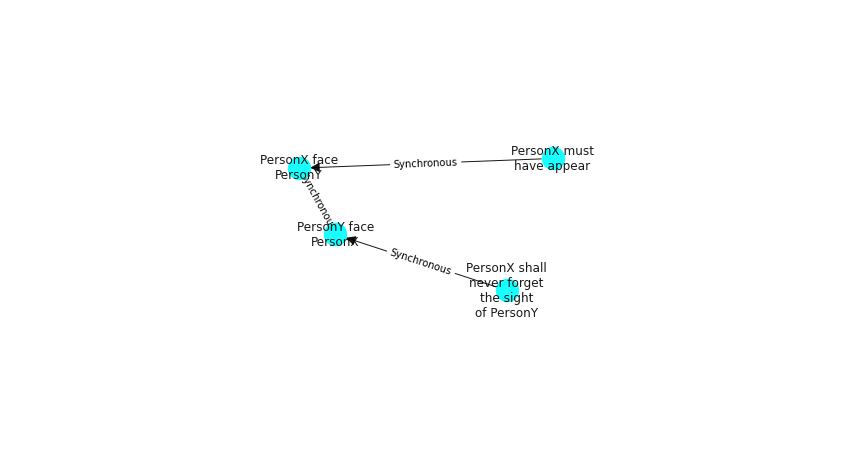 PersonX must
have appear
Synchronous
PersonX face
PersonY
Synchronous
PersonY face
PersonX
Synchronous
PersonX shall
never forget
the sight
of PersonY